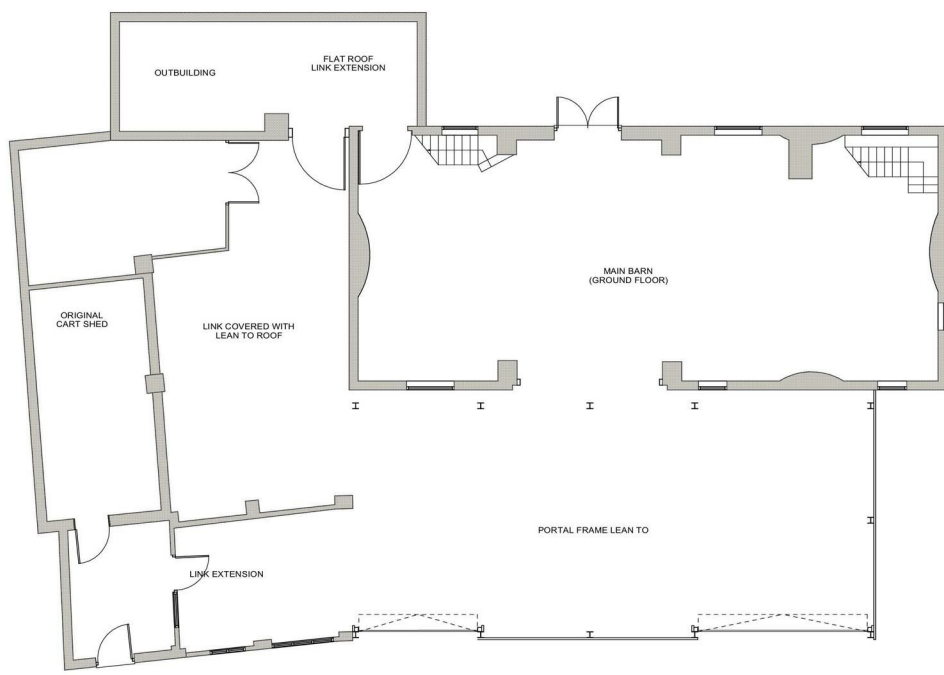 OUTBUILDING
FLAT ROOF
LINK EXTENSION
MAIN BARN
(GROUND FLOOR)
ORIGINAL
CART SHED
LINK COVERED WITH
LEAN TO ROOF
PORTAL FRAME LEAN TO
LINK EXTENSION